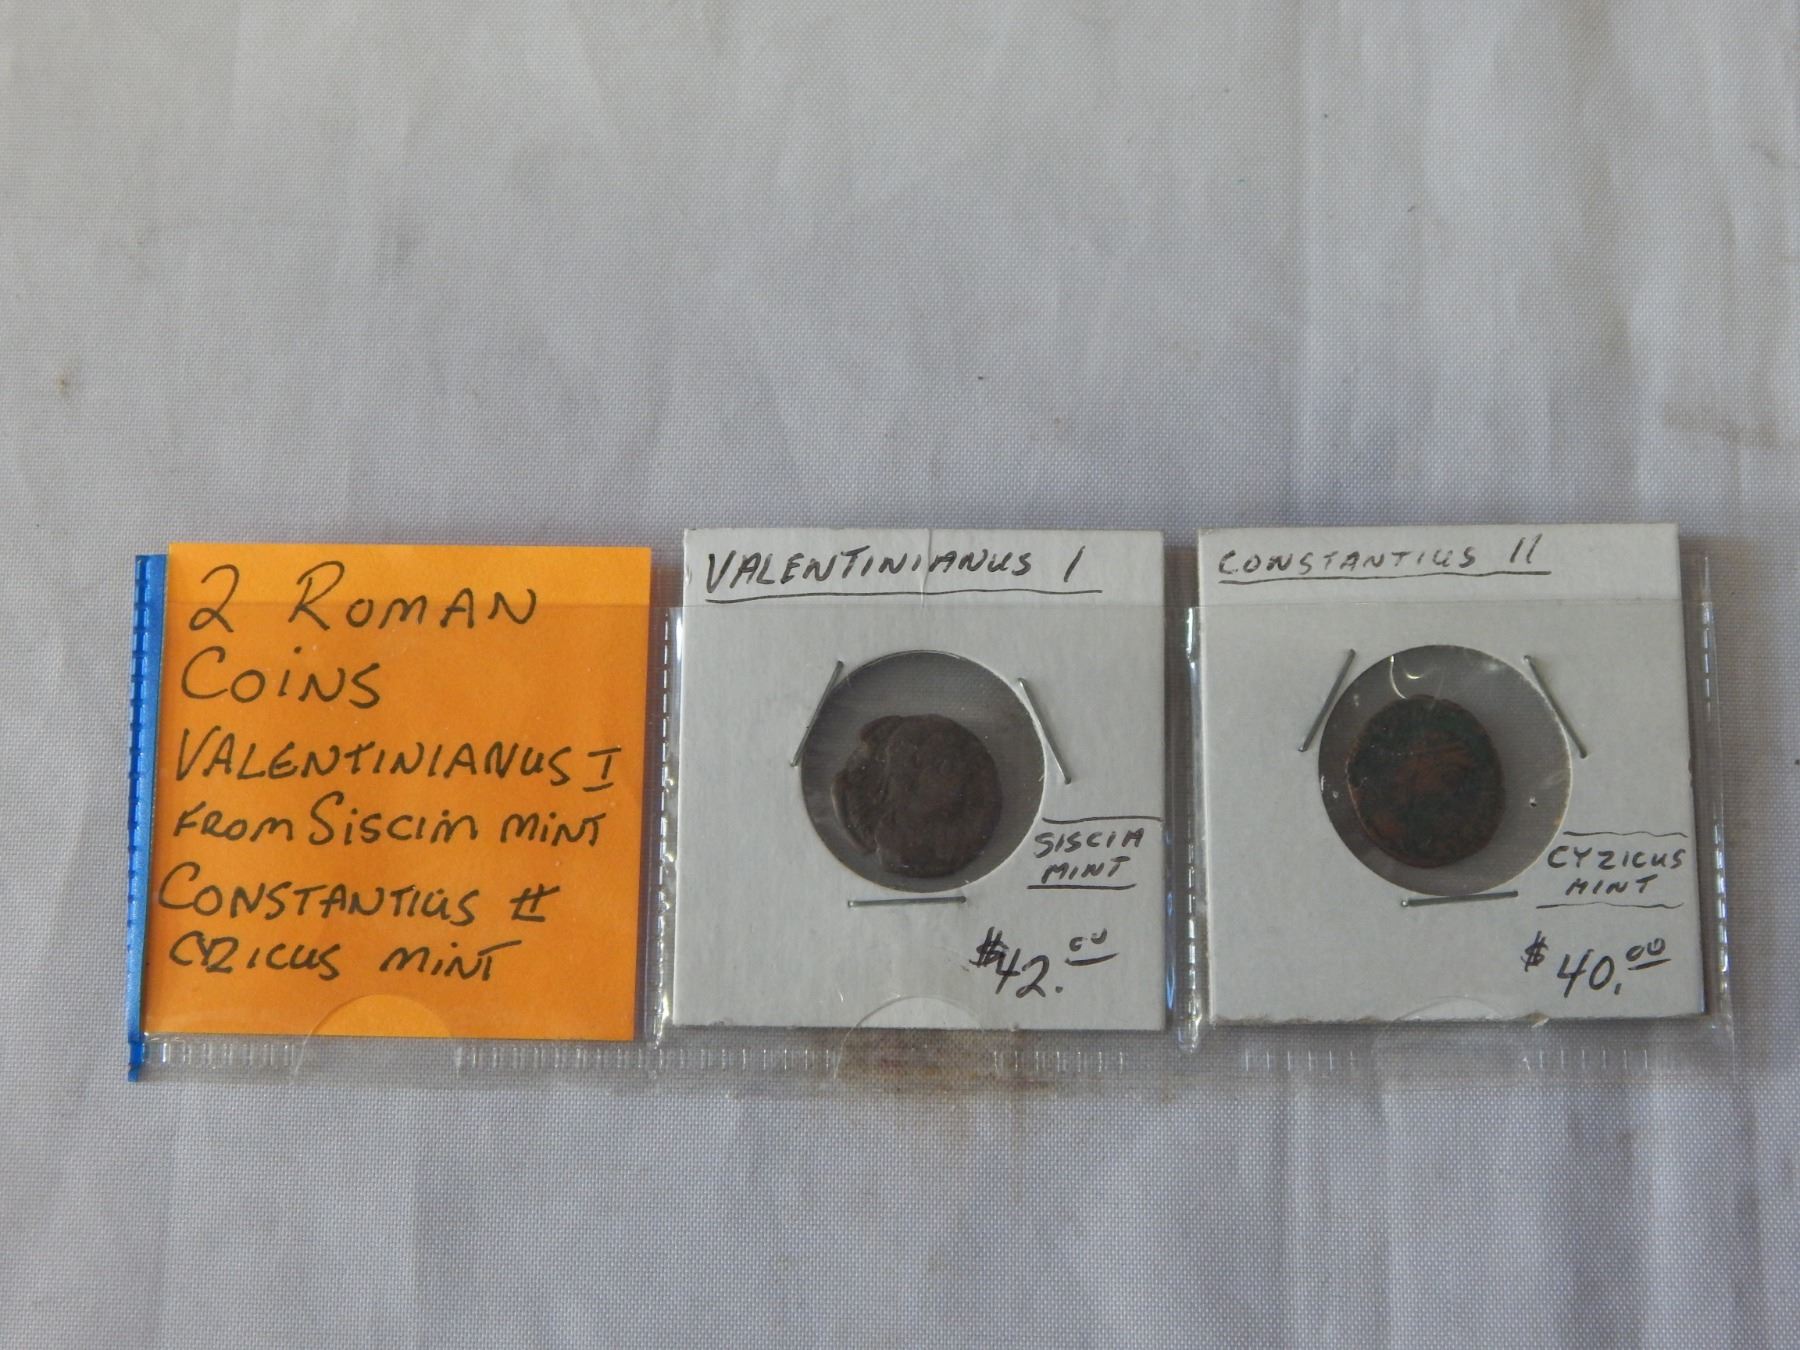 2 ROMAN
COINS
VALENTINIANUS I
FROM SISCIA MINT
CONSTANTIUS II
CYZICUS MINT
VALENTINIANUS I
SISCIA
MINT
$42.00
CONSTANTIUS II
CYZICUS
MINT
$40.00